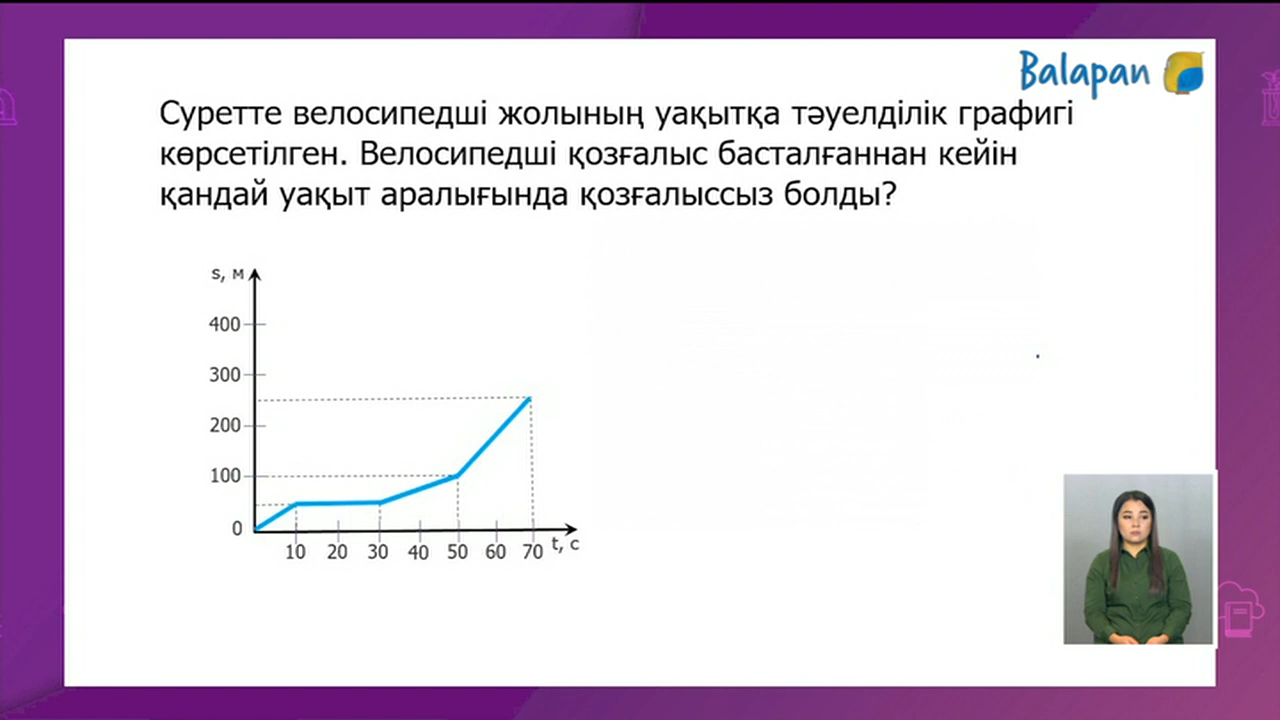 Balapan
Суретте велосипедші жолының уақытқа тәуелділік графигі
көрсетілген. Велосипедші қозғалыс басталғаннан кейін
қандай уақыт аралығында қозғалыссыз болды?
s, м
400
300
200
100
0
10 20 30 40 50 60 70 t, с